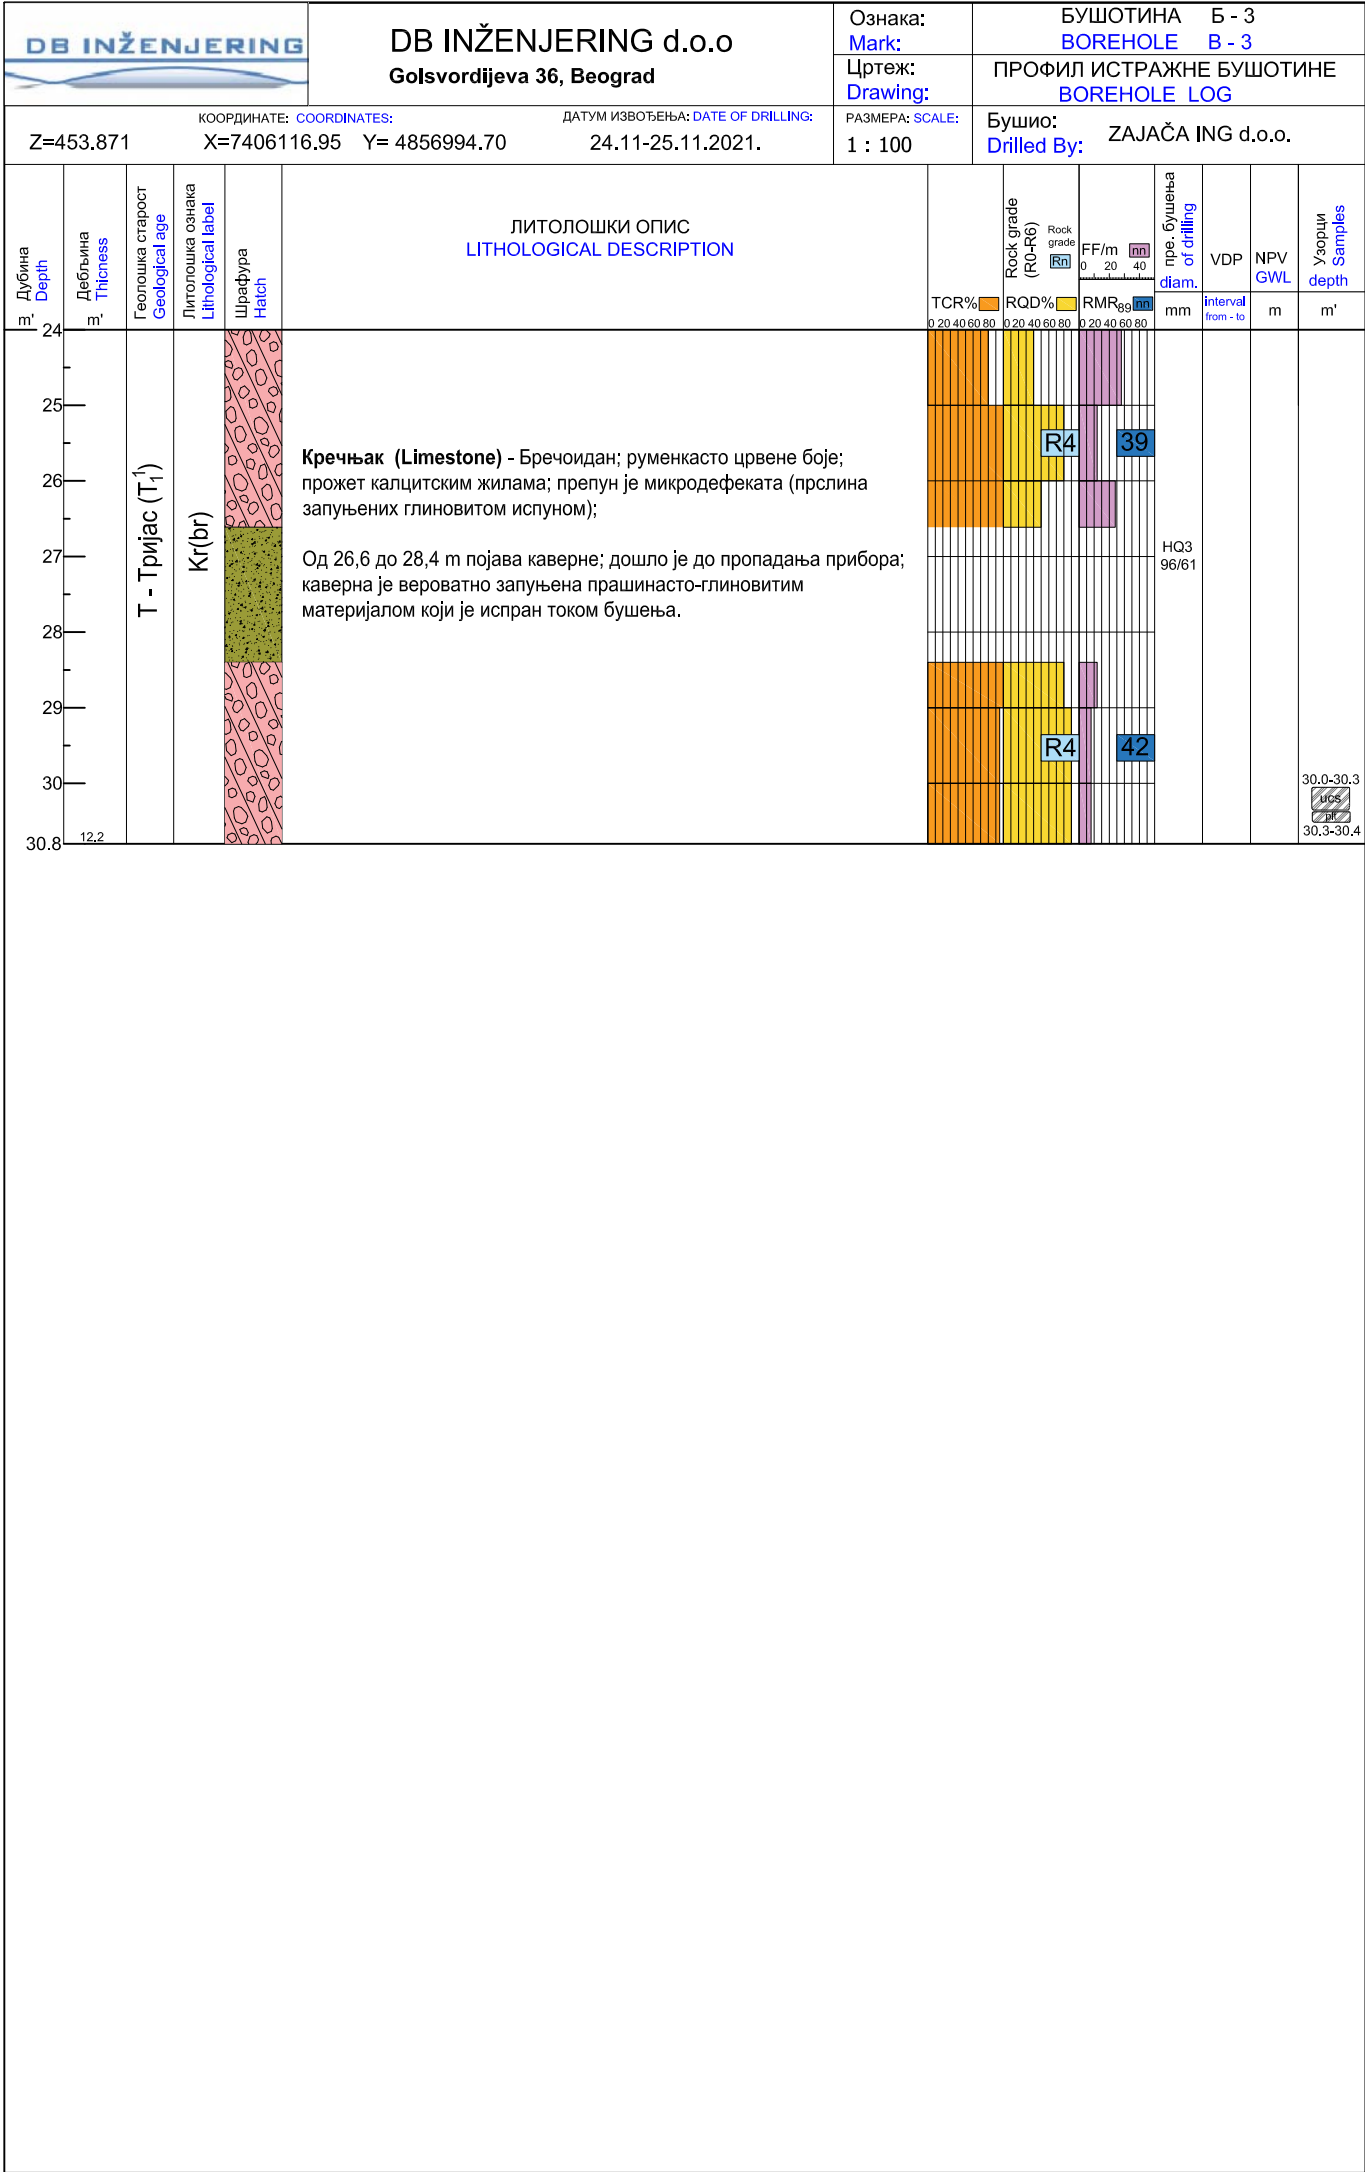 DB INŽENJERING
DB INŽENJERING d.o.o
Golsvordijeva 36, Beograd
Ознака:
Mark:
БУШОТИНА Б - 3
BOREHOLE B - 3
Цртеж:
Drawing:
ПРОФИЛ ИСТРАЖНЕ БУШОТИНЕ
BOREHOLE LOG
КООРДИНАТЕ: COORDINATES:
Z=453.871 X=7406116.95 Y= 4856994.70
ДАТУМ ИЗВОЂЕЊА: DATE OF DRILLING:
24.11-25.11.2021.
РАЗМЕРА: SCALE:
1 : 100
Бушио:
Drilled By:
ZAJAČA ING d.o.o.
Дубина
Depth
m'
Дебљина
Thicness
m'
Геолошка старост
Geological age
Литолошка ознака
Lithological label
Шрафура
Hatch
ЛИТОЛОШКИ ОПИС
LITHOLOGICAL DESCRIPTION
TCR%
0 20 40 60 80
Rock grade
(R0-R6)
Rock
grade
Rn
RQD%
0 20 40 60 80
FF/m nn
0 20 40
RMR89 nn
0 20 40 60 80
пре. бушења
of drilling
diam.
mm
VDP
interval
from - to
NPV
GWL
m
Узорци
Samples
depth
m'
24
25
26
27
28
29
30
30.8
12.2
T - Тријас (T₁¹)
Kr(br)
Кречњак (Limestone) - Бречоидан; руменкасто црвене боје;
прожет калцитским жилама; препун је микродефеката (прслина
запуњених глиновитом испуном);
Од 26,6 до 28,4 m појава каверне; дошло је до пропадања прибора;
каверна је вероватно запуњена прашинасто-глиновитим
материјалом који је испран током бушења.
R4 39
HQ3
96/61
R4 42
30.0-30.3
ucs
plt
30.3-30.4